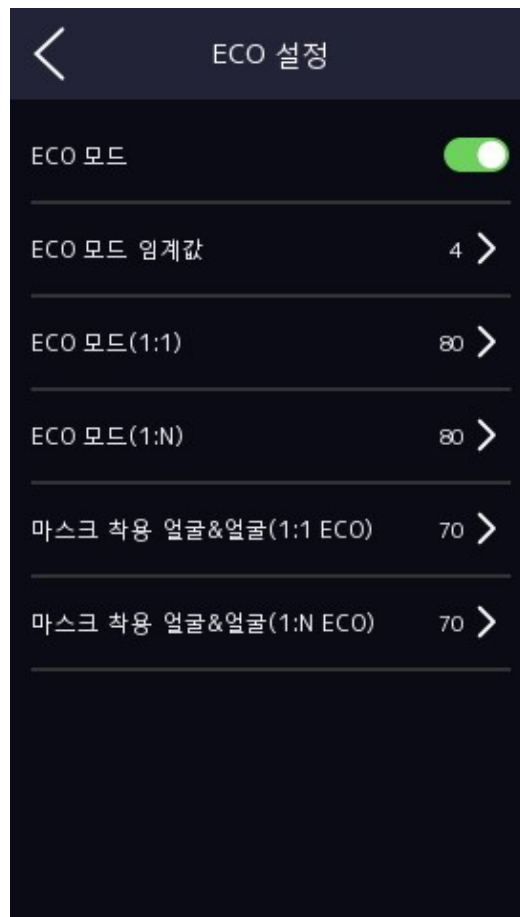 ECO 설정
ECO 모드
ECO 모드 임계값 4
ECO 모드(1:1) 80
ECO 모드(1:N) 80
마스크 착용 얼굴&얼굴(1:1 ECO) 70
마스크 착용 얼굴&얼굴(1:N ECO) 70